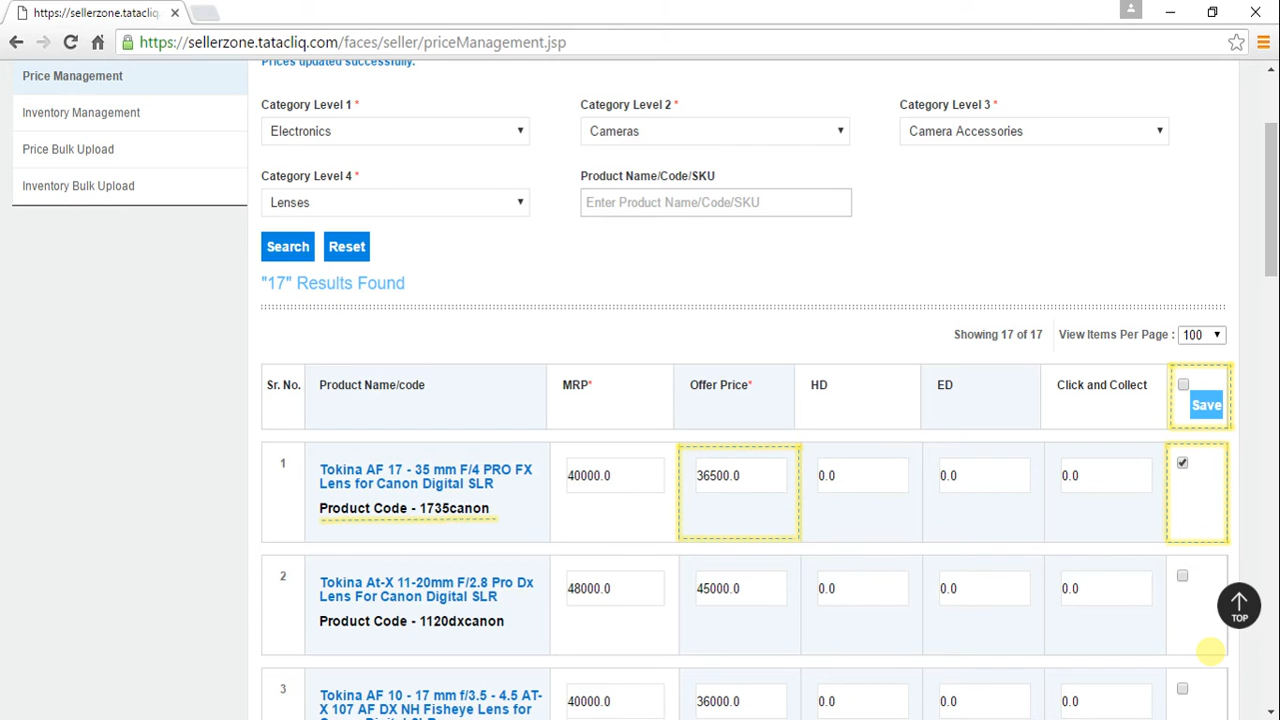 https://sellerzone.tatacliq.
https://sellerzone.tatacliq.com/faces/seller/priceManagement.jsp
Price Management
Inventory Management
Price Bulk Upload
Inventory Bulk Upload
Prices updated successfully.
Category Level 1 * Category Level 2 * Category Level 3 *
Electronics Cameras Camera Accessories
Category Level 4 * Product Name/Code/SKU
Lenses Enter Product Name/Code/SKU
Search Reset
"17" Results Found
Showing 17 of 17 View Items Per Page : 100
Sr. No. Product Name/code MRP* Offer Price* HD ED Click and Collect
Save
1 Tokina AF 17 - 35 mm F/4 PRO FX 40000.0 36500.0 0.0 0.0 0.0
Lens for Canon Digital SLR
Product Code - 1735canon
2 Tokina At-X 11-20mm F/2.8 Pro Dx 48000.0 45000.0 0.0 0.0 0.0
Lens For Canon Digital SLR
Product Code - 1120dxcanon
TOP
3 Tokina AF 10 - 17 mm f/3.5 - 4.5 AT- 40000.0 36000.0 0.0 0.0 0.0
X 107 AF DX NH Fisheye Lens for
Canon Digital SLR